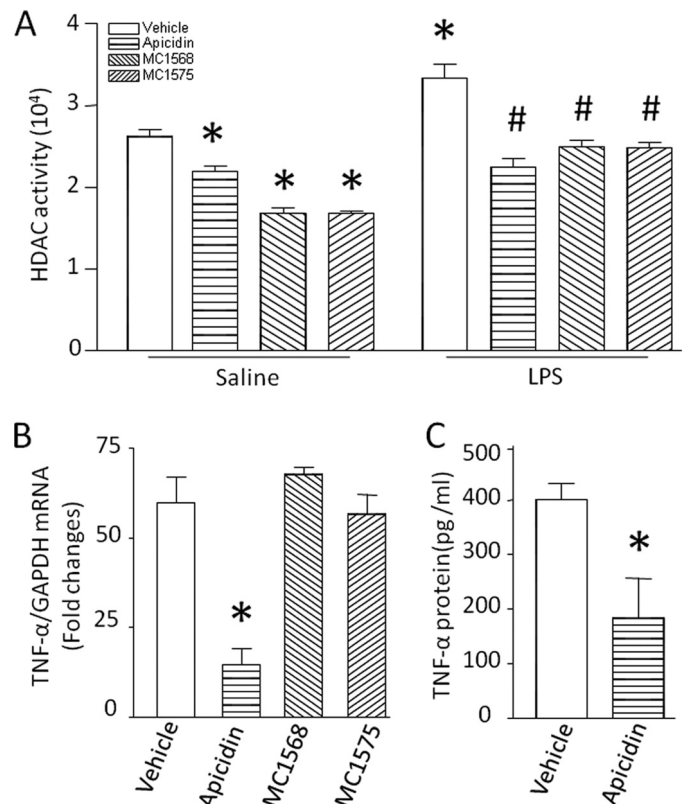 A
HDAC activity (10⁴)
4
3
2
1
0
Vehicle
Apicidin
MC1568
MC1575
*
*
*
*
#
#
#
Saline
LPS
B
TNF-α/GAPDH mRNA
(Fold changes)
75
50
25
0
*
Vehicle
Apicidin
MC1568
MC1575
C
TNF-α protein(pg /ml)
500
400
300
200
100
0
*
Vehicle
Apicidin